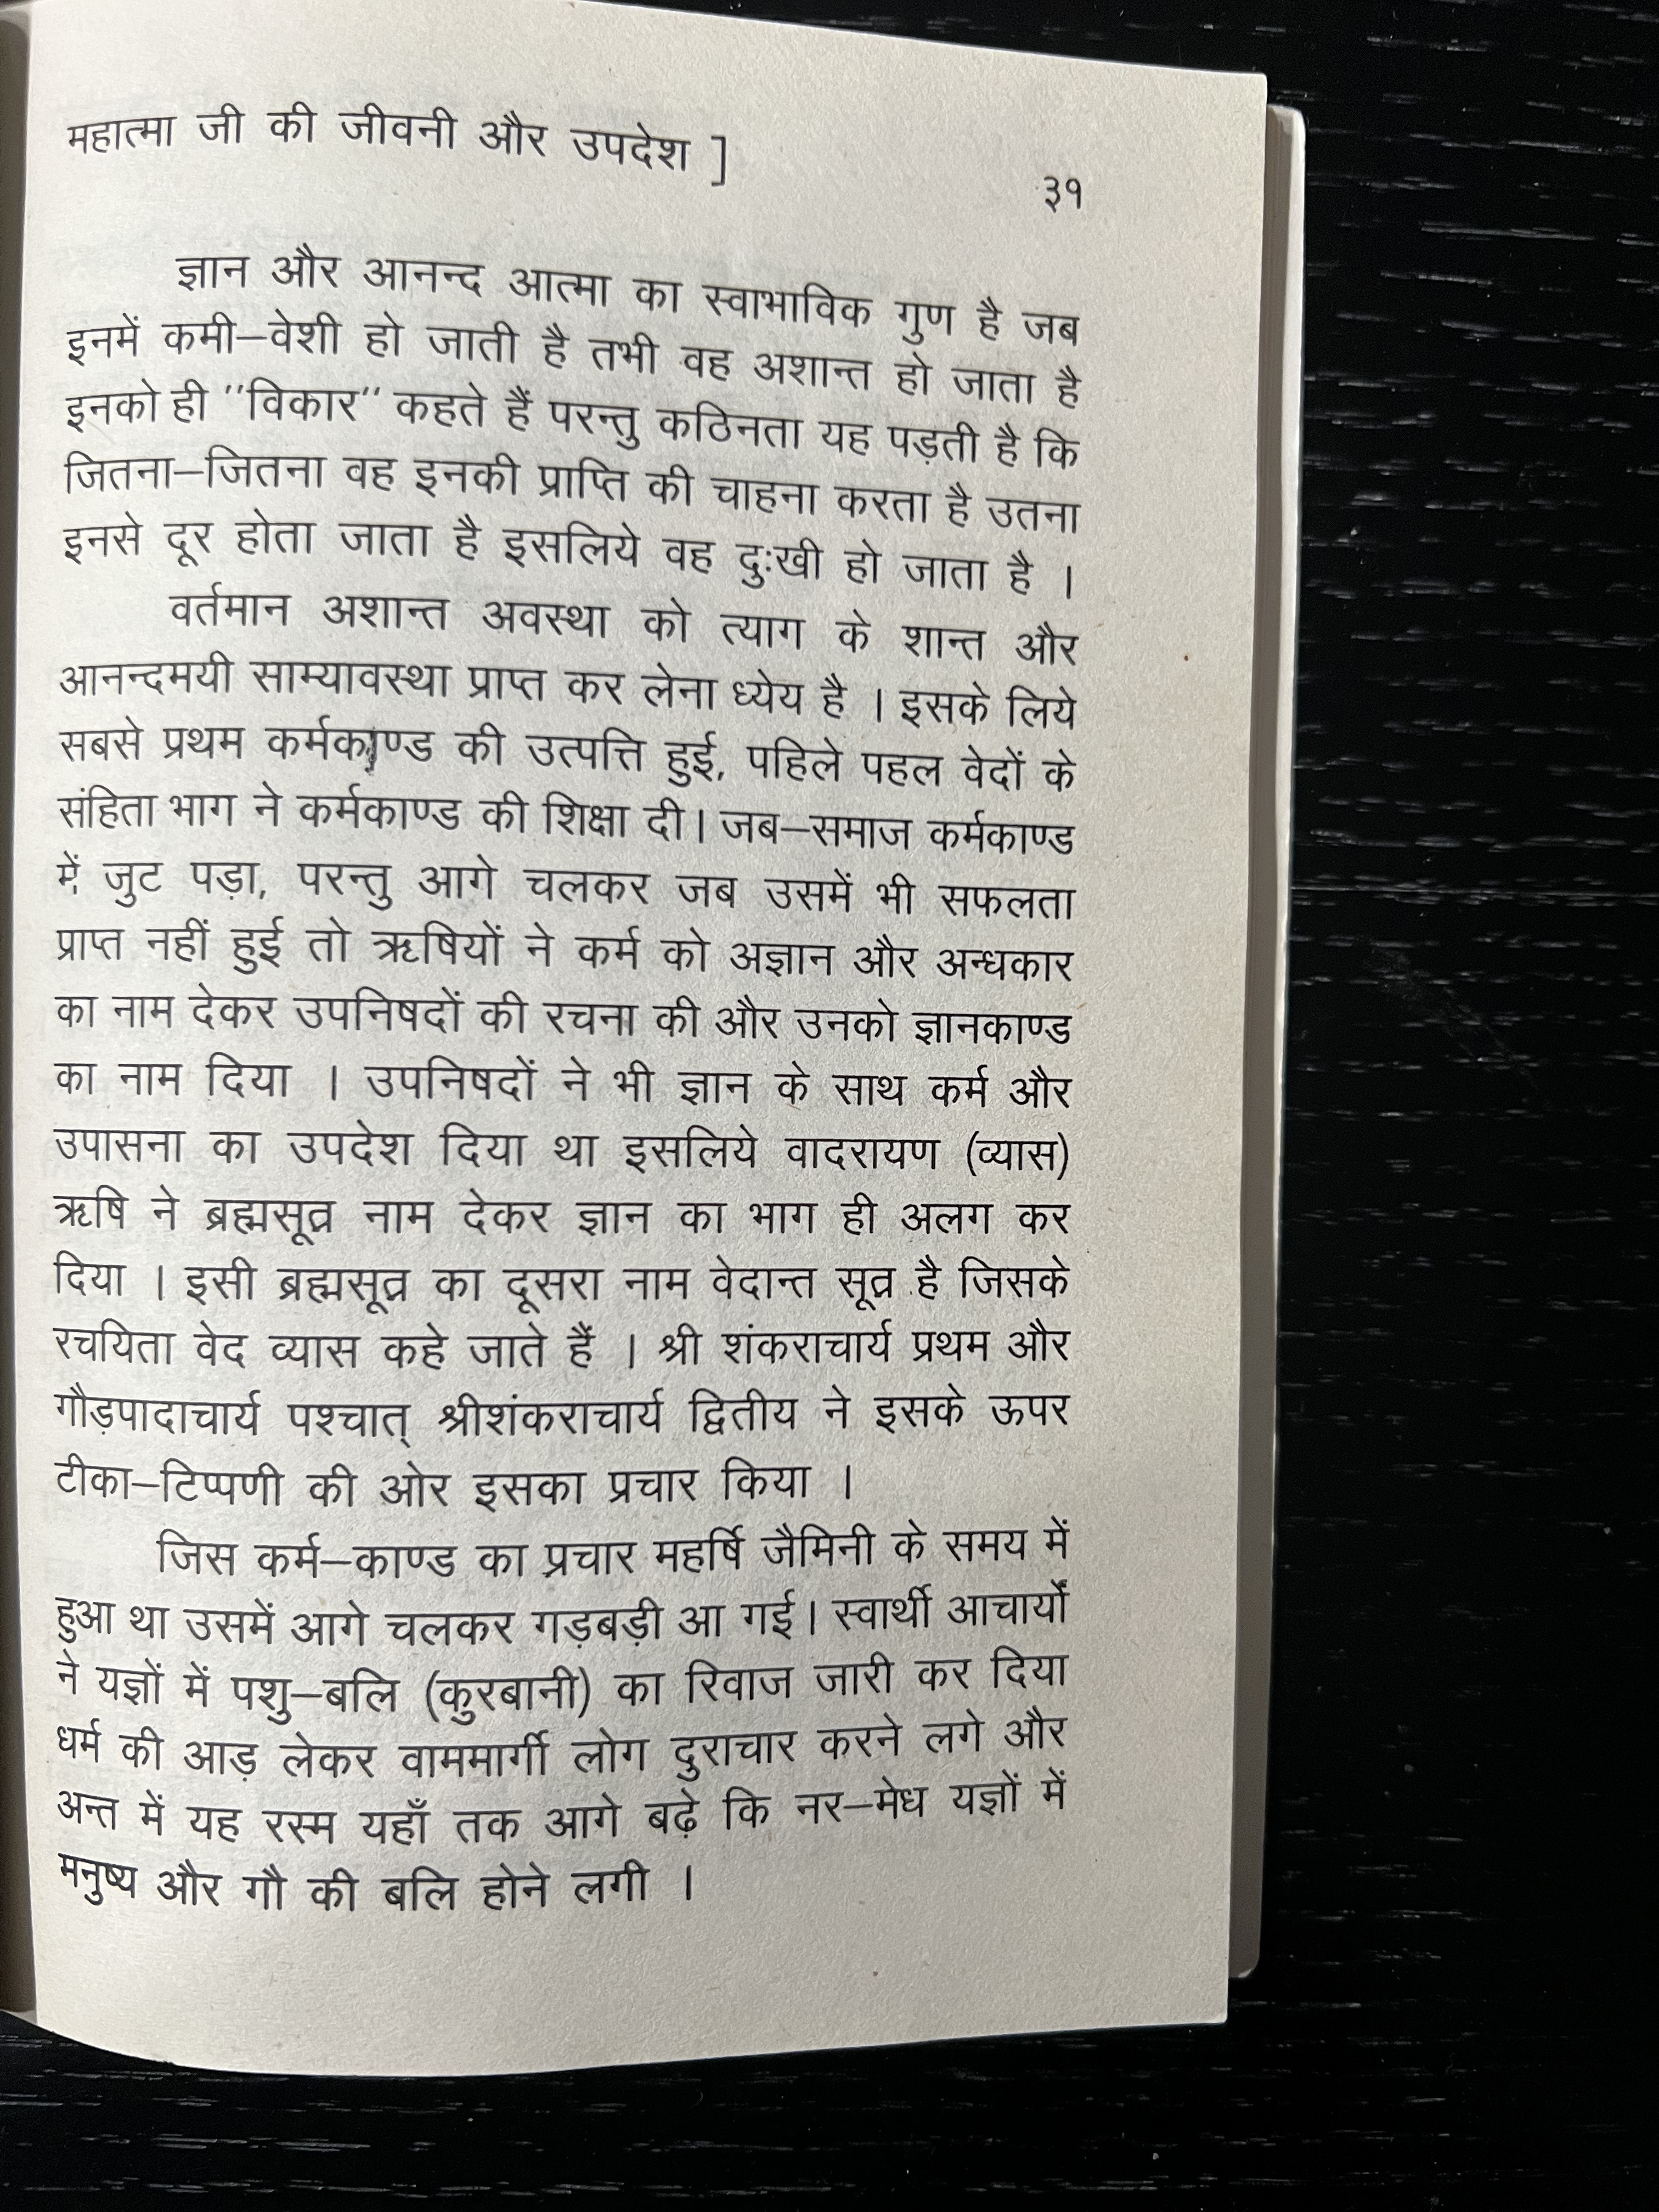 महात्मा जी की जीवनी और उपदेश ]
३१
ज्ञान और आनन्द आत्मा का स्वाभाविक गुण है जब
इनमें कमी–वेशी हो जाती है तभी वह अशान्त हो जाता है
इनको ही ''विकार'' कहते हैं परन्तु कठिनता यह पड़ती है कि
जितना–जितना वह इनकी प्राप्ति की चाहना करता है उतना
इनसे दूर होता जाता है इसलिये वह दुःखी हो जाता है ।
वर्तमान अशान्त अवस्था को त्याग के शान्त और
आनन्दमयी साम्यावस्था प्राप्त कर लेना ध्येय है । इसके लिये
सबसे प्रथम कर्मकाण्ड की उत्पत्ति हुई, पहिले पहल वेदों के
संहिता भाग ने कर्मकाण्ड की शिक्षा दी। जब–समाज कर्मकाण्ड
में जुट पड़ा, परन्तु आगे चलकर जब उसमें भी सफलता
प्राप्त नहीं हुई तो ऋषियों ने कर्म को अज्ञान और अन्धकार
का नाम देकर उपनिषदों की रचना की और उनको ज्ञानकाण्ड
का नाम दिया । उपनिषदों ने भी ज्ञान के साथ कर्म और
उपासना का उपदेश दिया था इसलिये वादरायण (व्यास)
ऋषि ने ब्रह्मसूत्र नाम देकर ज्ञान का भाग ही अलग कर
दिया । इसी ब्रह्मसूत्र का दूसरा नाम वेदान्त सूत्र है जिसके
रचयिता वेद व्यास कहे जाते हैं । श्री शंकराचार्य प्रथम और
गौड़पादाचार्य पश्चात् श्रीशंकराचार्य द्वितीय ने इसके ऊपर
टीका–टिप्पणी की ओर इसका प्रचार किया ।
जिस कर्म–काण्ड का प्रचार महर्षि जैमिनी के समय में
हुआ था उसमें आगे चलकर गड़बड़ी आ गई। स्वार्थी आचार्यों
ने यज्ञों में पशु–बलि (कुरबानी) का रिवाज जारी कर दिया
धर्म की आड़ लेकर वाममार्गी लोग दुराचार करने लगे और
अन्त में यह रस्म यहाँ तक आगे बढ़े कि नर–मेध यज्ञों में
मनुष्य और गौ की बलि होने लगी ।